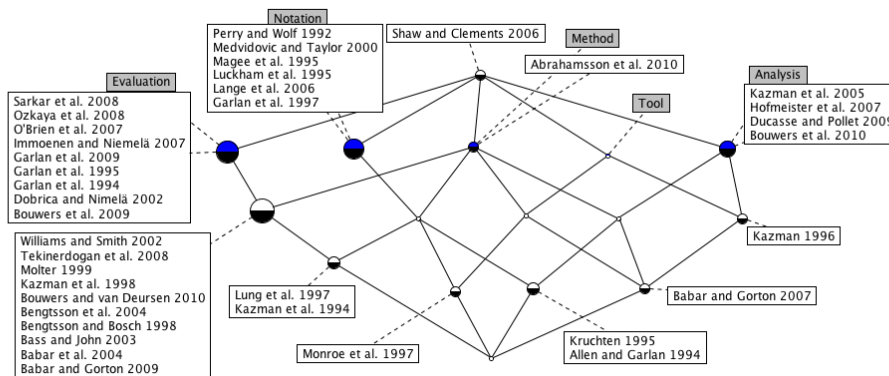 Notation
Perry and Wolf 1992
Medvidovic and Taylor 2000
Magee et al. 1995
Luckham et al. 1995
Lange et al. 2006
Garlan et al. 1997
Shaw and Clements 2006
Method
Abrahamsson et al. 2010
Evaluation
Sarkar et al. 2008
Ozkaya et al. 2008
O'Brien et al. 2007
Immoenen and Niemelä 2007
Garlan et al. 2009
Garlan et al. 1995
Garlan et al. 1994
Dobrica and Nimelä 2002
Bouwers et al. 2009
Tool
Analysis
Kazman et al. 2005
Hofmeister et al. 2007
Ducasse and Pollet 2009
Bouwers et al. 2010
Kazman 1996
Williams and Smith 2002
Tekinerdogan et al. 2008
Molter 1999
Kazman et al. 1998
Bouwers and van Deursen 2010
Bengtsson et al. 2004
Bengtsson and Bosch 1998
Bass and John 2003
Babar et al. 2004
Babar and Gorton 2009
Lung et al. 1997
Kazman et al. 1994
Babar and Gorton 2007
Monroe et al. 1997
Kruchten 1995
Allen and Garlan 1994